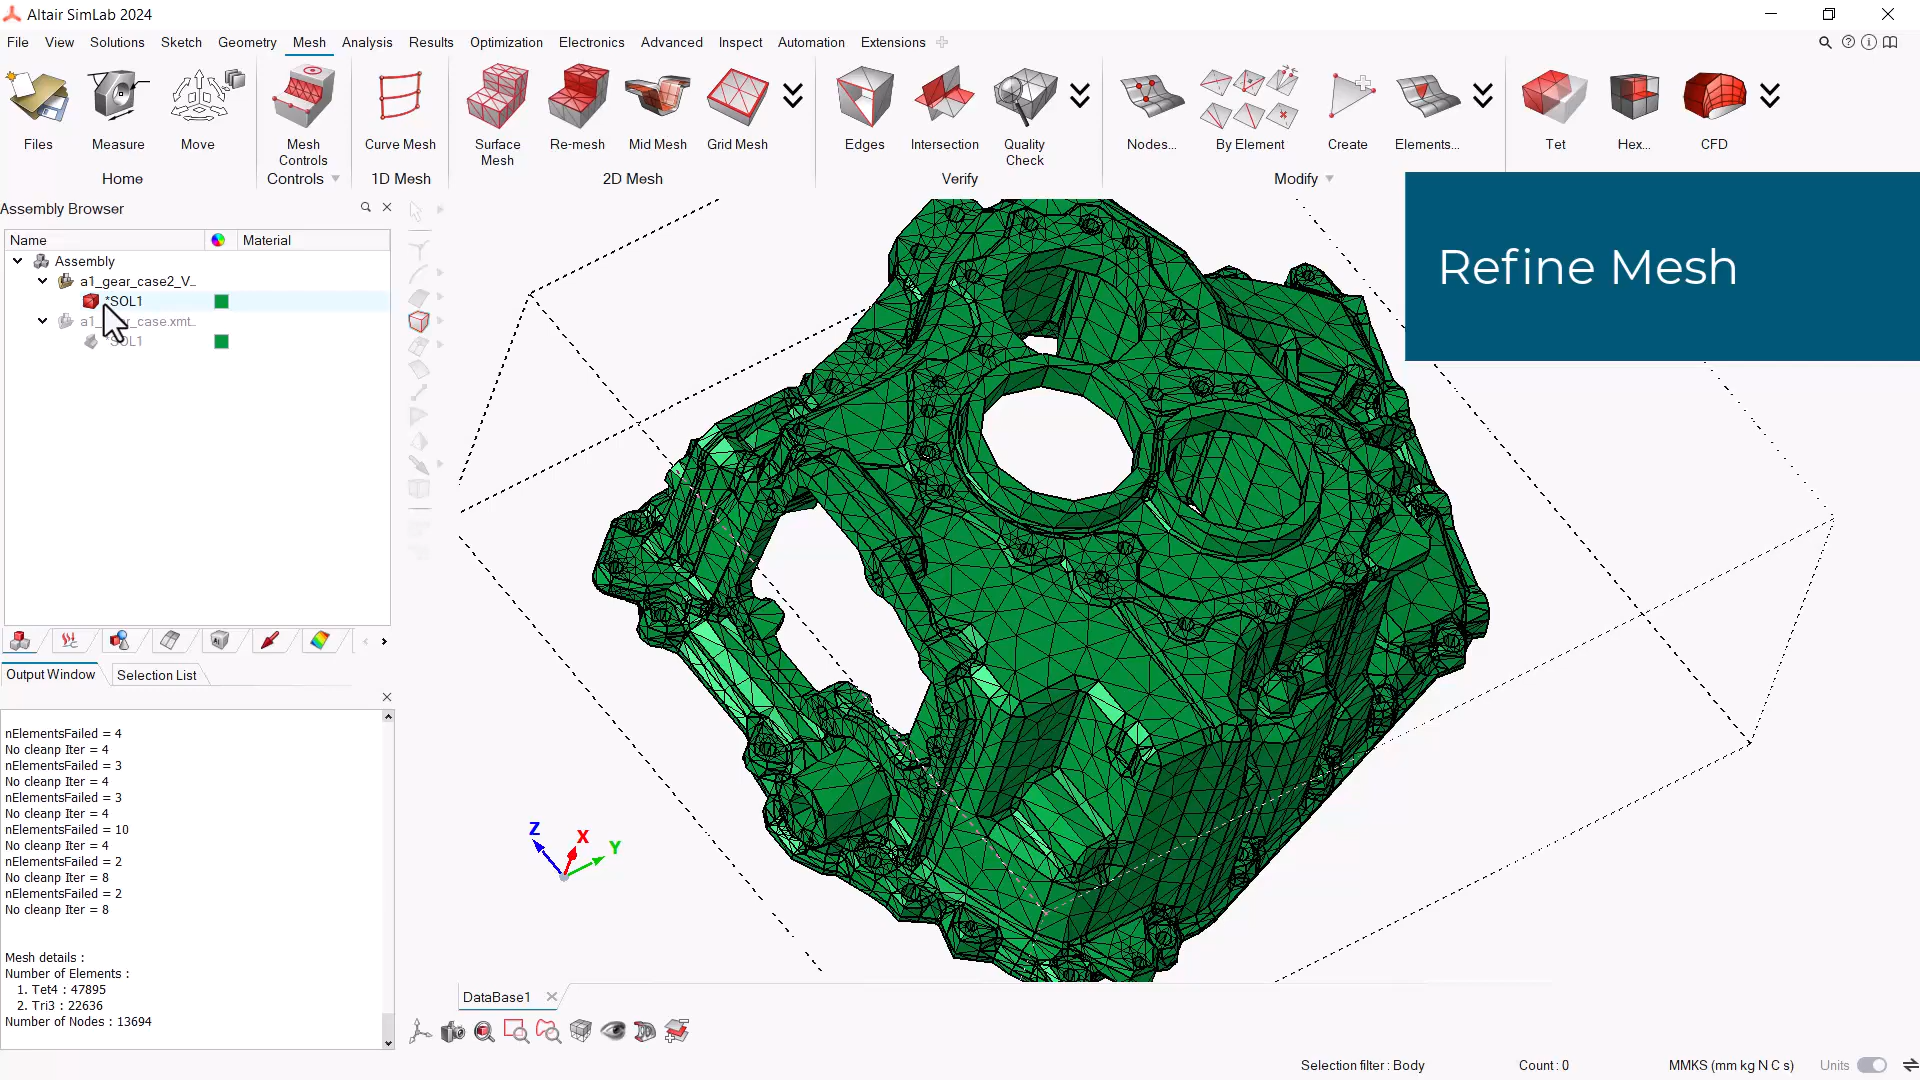 Altair SimLab 2024
File View Solutions Sketch Geometry Mesh Analysis Results Optimization Electronics Advanced Inspect Automation Extensions
Files Measure Move Mesh Controls Curve Mesh Surface Mesh Re-mesh Mid Mesh Grid Mesh Edges Intersection Quality Check Nodes... By Element Create Elements... Tet Hex... CFD
Home Controls 1D Mesh 2D Mesh Verify Modify
Refine Mesh
Assembly Browser
Name Material
Assembly
a1_gear_case2_V...
*SOL1
case.xmt...
SOL1
Output Window Selection List
nElementsFailed = 4
No cleanp Iter = 4
nElementsFailed = 3
No cleanp Iter = 4
nElementsFailed = 3
No cleanp Iter = 4
nElementsFailed = 10
No cleanp Iter = 4
nElementsFailed = 2
No cleanp Iter = 8
nElementsFailed = 2
No cleanp Iter = 8
Mesh details :
Number of Elements :
1. Tet4 : 47895
2. Tri3 : 22636
Number of Nodes : 13694
Z X Y
DataBase1
Selection filter : Body Count : 0 MMKS (mm kg N C s) Units